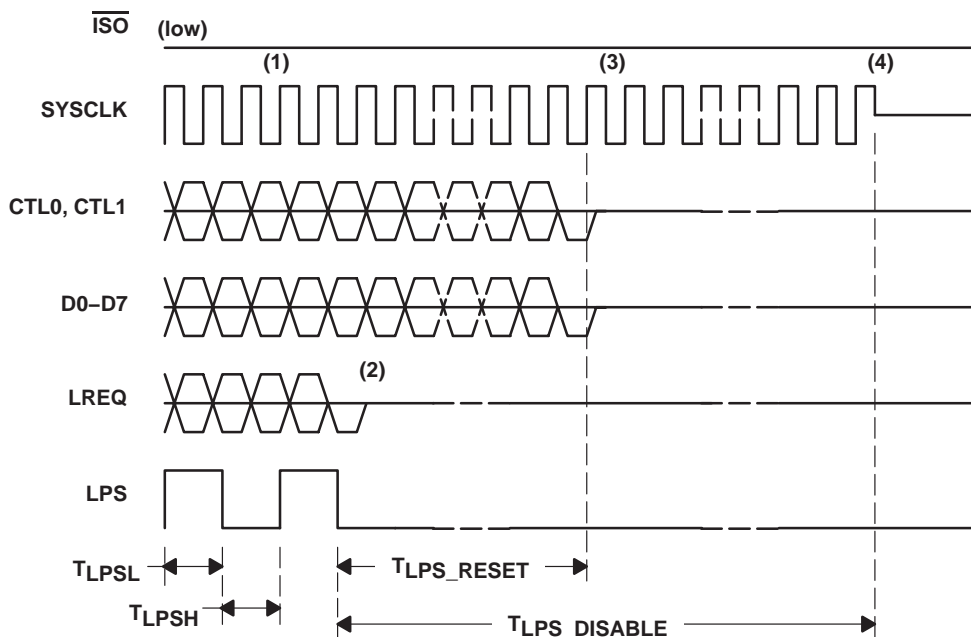 ISO (low)
(1) (3) (4)
SYSCLK
CTL0, CTL1
D0–D7
(2)
LREQ
LPS
TLPSL TLPS_RESET
TLPSH TLPS_DISABLE